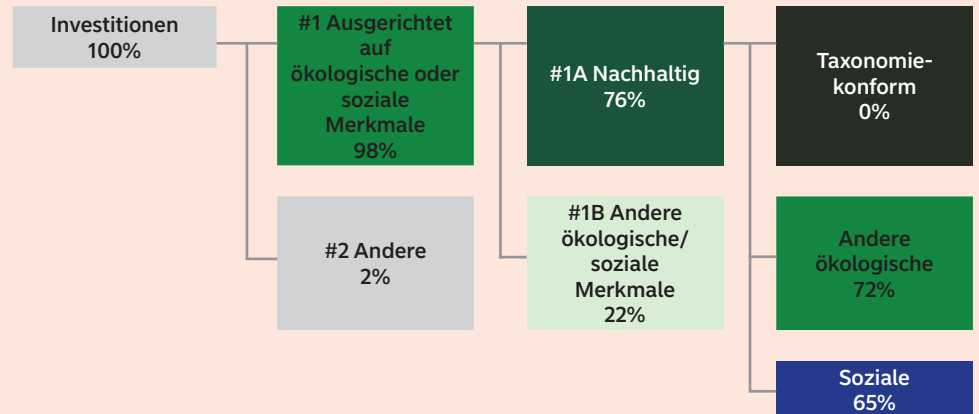 Investitionen
100%
#1 Ausgerichtet
auf
ökologische oder
soziale
Merkmale
98%
#1A Nachhaltig
76%
Taxonomie-
konform
0%
#2 Andere
2%
#1B Andere
ökologische/
soziale
Merkmale
22%
Andere
ökologische
72%
Soziale
65%